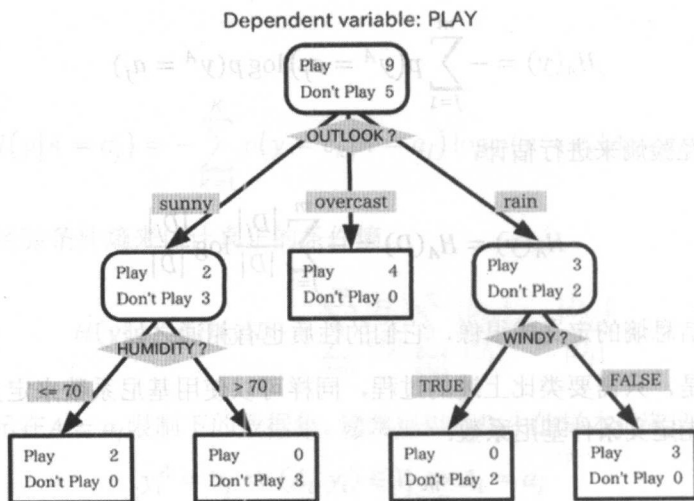 Dependent variable: PLAY
Play 9
Don't Play 5
OUTLOOK ?
sunny
overcast
rain
Play 2
Don't Play 3
Play 4
Don't Play 0
Play 3
Don't Play 2
HUMIDITY ?
WINDY ?
<= 70
> 70
TRUE
FALSE
Play 2
Don't Play 0
Play 0
Don't Play 3
Play 0
Don't Play 2
Play 3
Don't Play 0